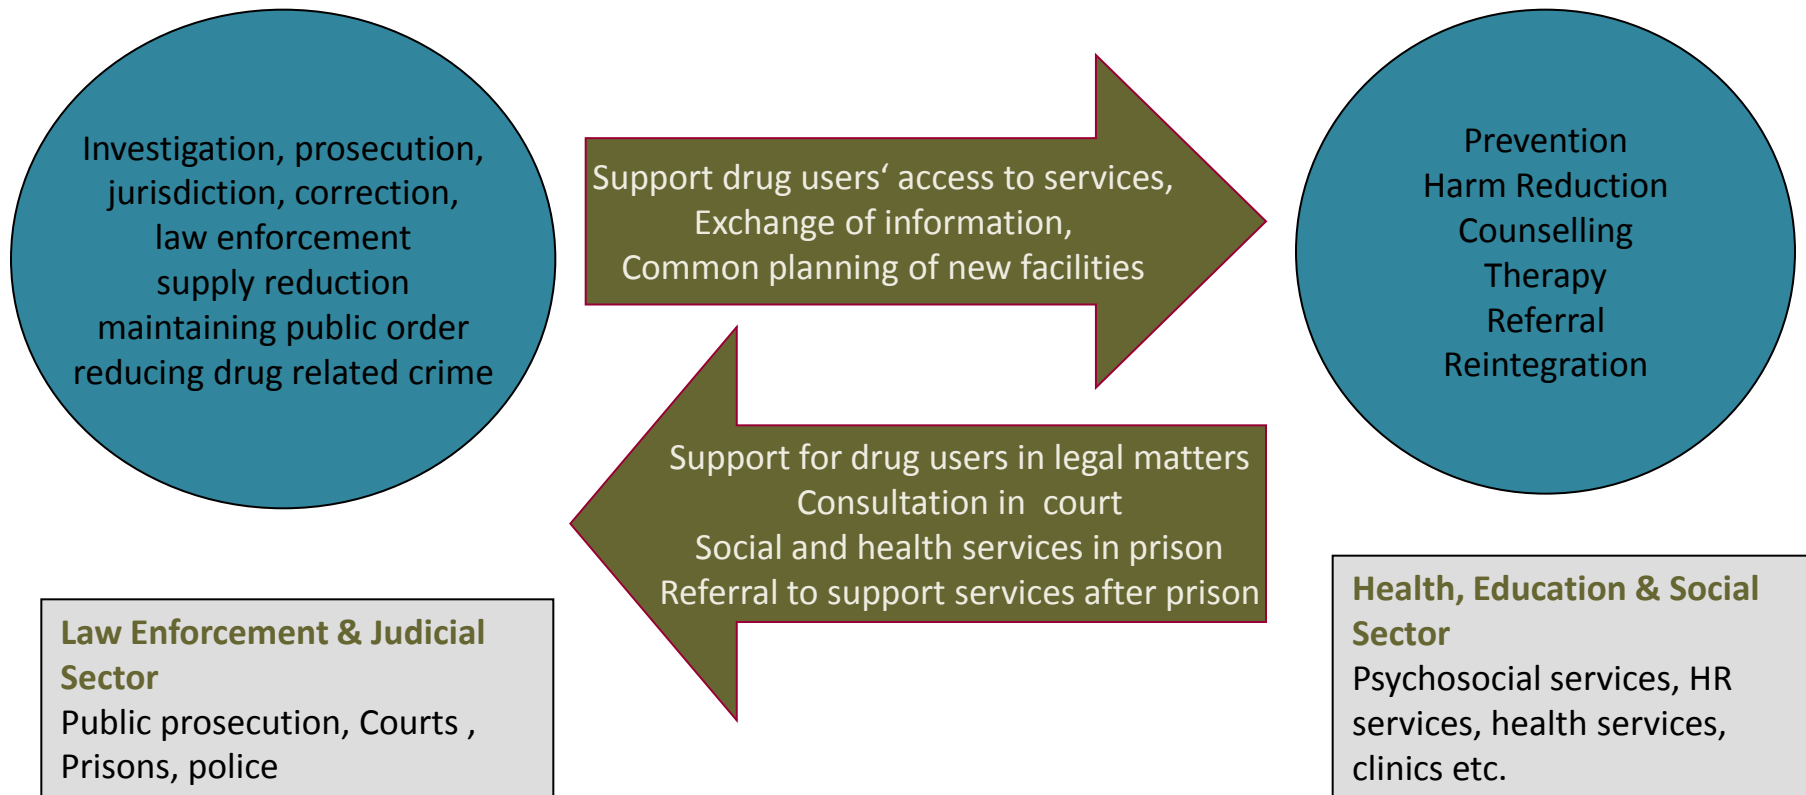 Investigation, prosecution,
jurisdiction, correction,
law enforcement
supply reduction
maintaining public order
reducing drug related crime
Support drug users‘ access to services,
Exchange of information,
Common planning of new facilities
Prevention
Harm Reduction
Counselling
Therapy
Referral
Reintegration
Support for drug users in legal matters
Consultation in  court
Social and health services in prison
Referral to support services after prison
Law Enforcement & Judicial
Sector
Public prosecution, Courts ,
Prisons, police
Health, Education & Social
Sector
Psychosocial services, HR
services, health services,
clinics etc.